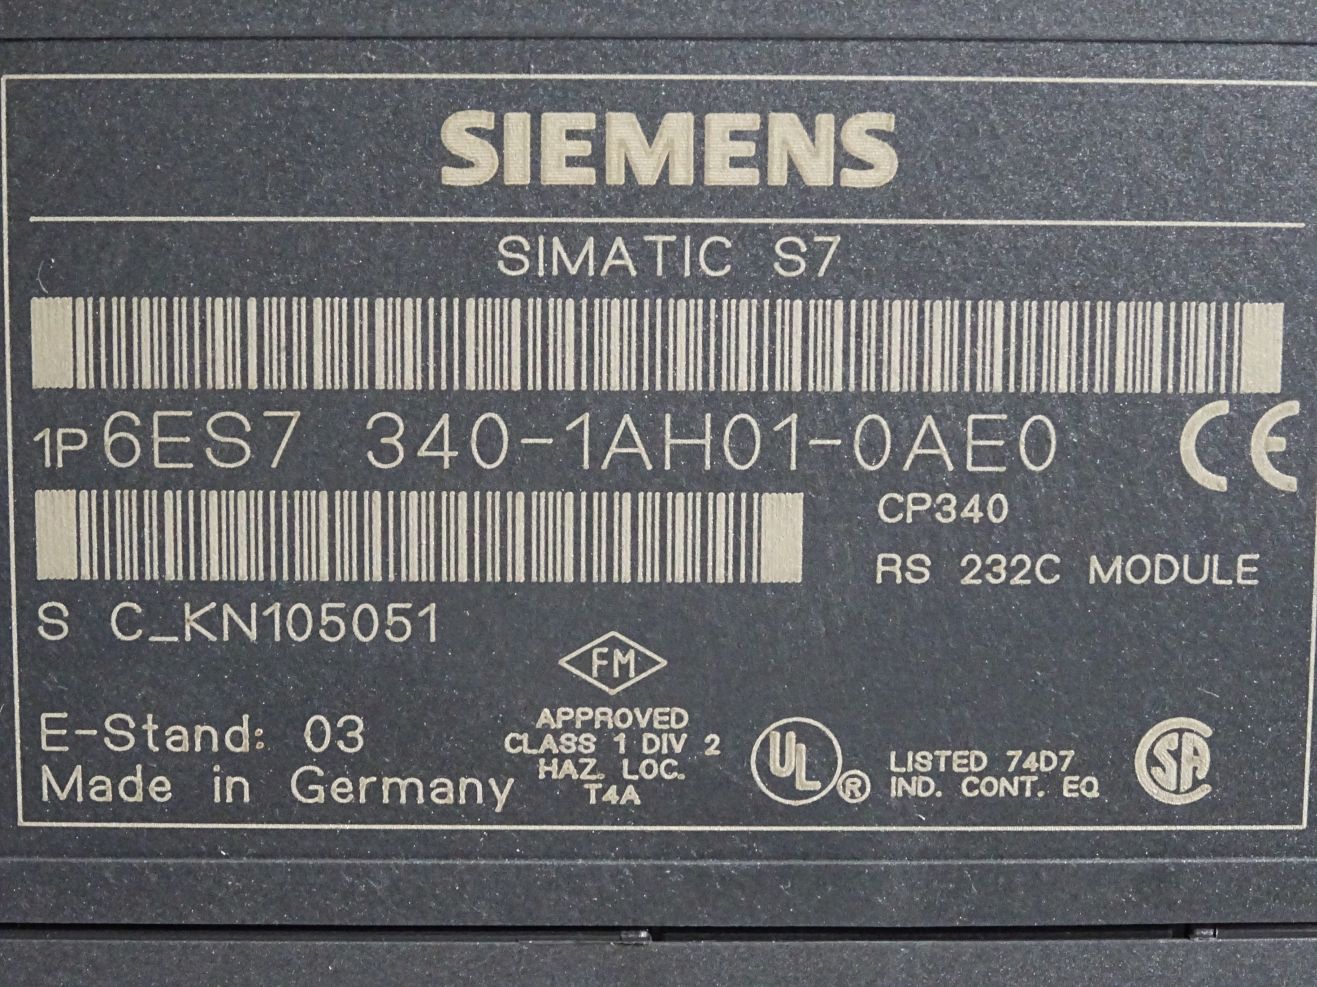 SIEMENS
SIMATIC S7
1P 6ES7 340-1AH01-0AE0
CE
CP340
RS 232C MODULE
S C_KN105051
FM
APPROVED
CLASS 1 DIV 2
HAZ. LOC.
T4A
E-Stand: 03
Made in Germany
UL ®
LISTED 74D7
IND. CONT. EQ
SA